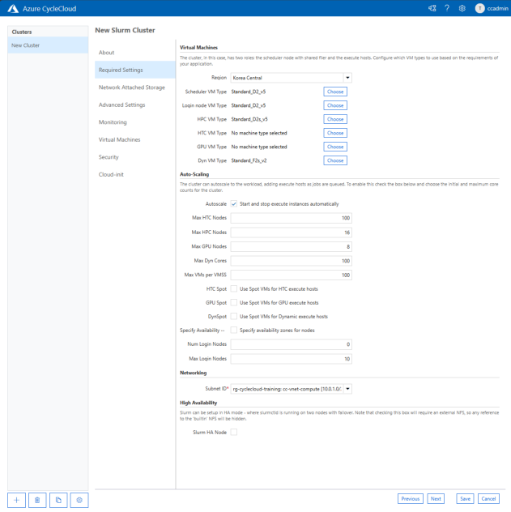 Azure CycleCloud
?
ccadmin
Clusters
New Cluster
New Slurm Cluster
About
Required Settings
Network Attached Storage
Advanced Settings
Monitoring
Virtual Machines
Security
Cloud-init
Virtual Machines
The cluster, in this case, has two roles: the scheduler node with shared filer and the execute hosts. Configure which VM types to use based on the requirements of
your application.
Region Korea Central
Scheduler VM Type Standard_D2_v5 Choose
Login node VM Type Standard_D2_v5 Choose
HPC VM Type Standard_D2s_v5 Choose
HTC VM Type No machine type selected Choose
GPU VM Type No machine type selected Choose
Dyn VM Type Standard_F2s_v2 Choose
Auto-Scaling
The cluster can autoscale to the workload, adding execute hosts as jobs are queued. To enable this check the box below and choose the initial and maximum core
counts for the cluster.
Autoscale Start and stop execute instances automatically
Max HTC Nodes 100
Max HPC Nodes 16
Max GPU Nodes 8
Max Dyn Cores 100
Max VMs per VMSS 100
HTC Spot Use Spot VMs for HTC execute hosts
GPU Spot Use Spot VMs for GPU execute hosts
DynSpot Use Spot VMs for Dynamic execute hosts
Specify Availability ... Specify availability zones for nodes
Num Login Nodes 0
Max Login Nodes 10
Networking
Subnet ID* rg-cyclecloud-training: cc-vnet-compute [10.0.1.0/
High Availability
Slurm can be setup in HA mode - where slurmctld is running on two nodes with failover. Note that checking this box will require an external NFS, so any reference
to the 'builtin' NFS will be hidden.
Slurm HA Node
Previous Next Save Cancel